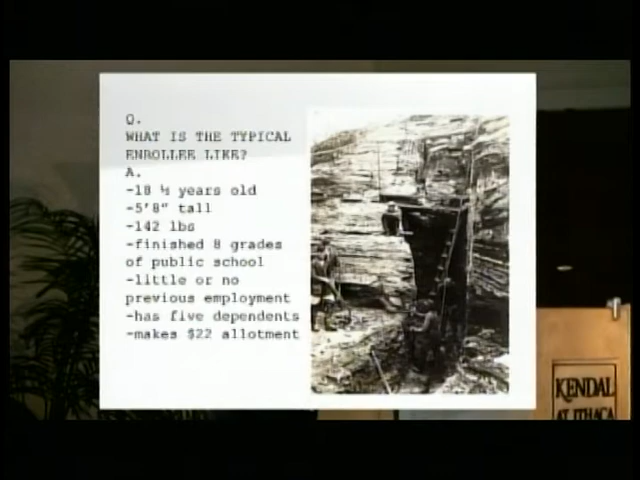 Q.
WHAT IS THE TYPICAL
ENROLLEE LIKE?
A.
-18 ½ years old
-5'8" tall
-142 lbs
-finished 8 grades
of public school
-little or no
previous employment
-has five dependents
-makes $22 allotment
KENDAL
AT ITHACA